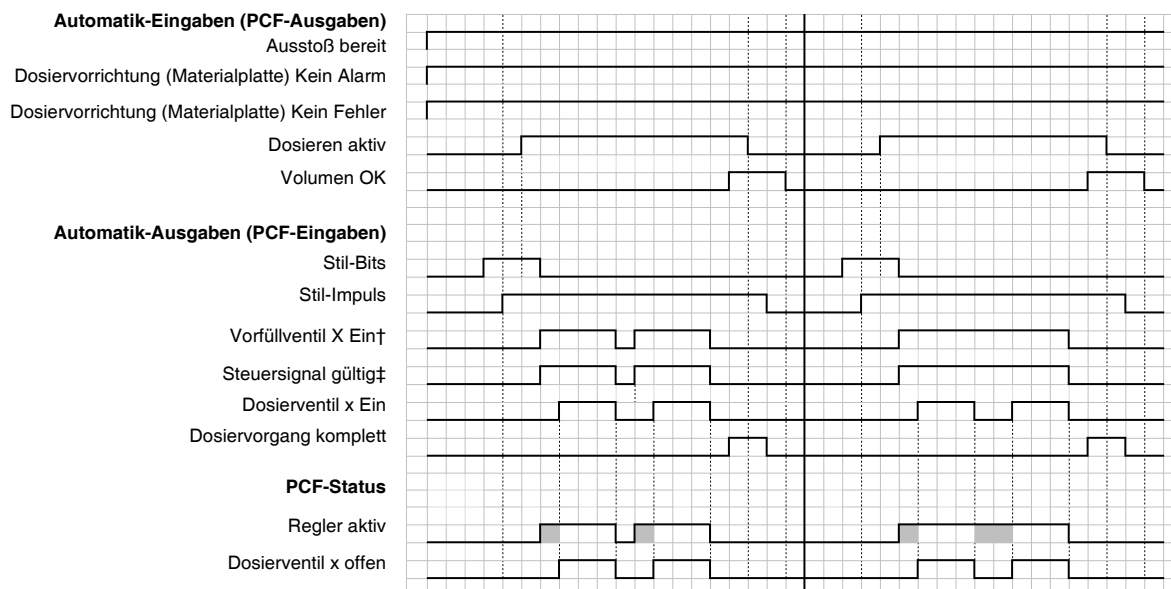 Automatik-Eingaben (PCF-Ausgaben)
Ausstoß bereit
Dosiervorrichtung (Materialplatte) Kein Alarm
Dosiervorrichtung (Materialplatte) Kein Fehler
Dosieren aktiv
Volumen OK
Automatik-Ausgaben (PCF-Eingaben)
Stil-Bits
Stil-Impuls
Vorfüllventil X Ein†
Steuersignal gültig‡
Dosierventil x Ein
Dosiervorgang komplett
PCF-Status
Regler aktiv
Dosierventil x offen